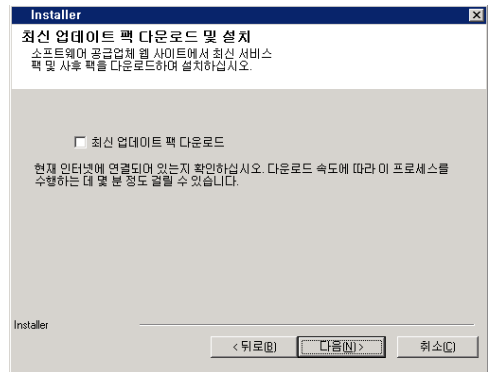 Installer
최신 업데이트 팩 다운로드 및 설치
소프트웨어 공급업체 웹 사이트에서 최신 서비스
팩 및 사후 팩을 다운로드하여 설치하십시오.
최신 업데이트 팩 다운로드
현재 인터넷에 연결되어 있는지 확인하십시오. 다운로드 속도에 따라 이 프로세스를
수행하는 데 몇 분 정도 걸릴 수 있습니다.
Installer
< 뒤로(B) 다음(N) > 취소(C)